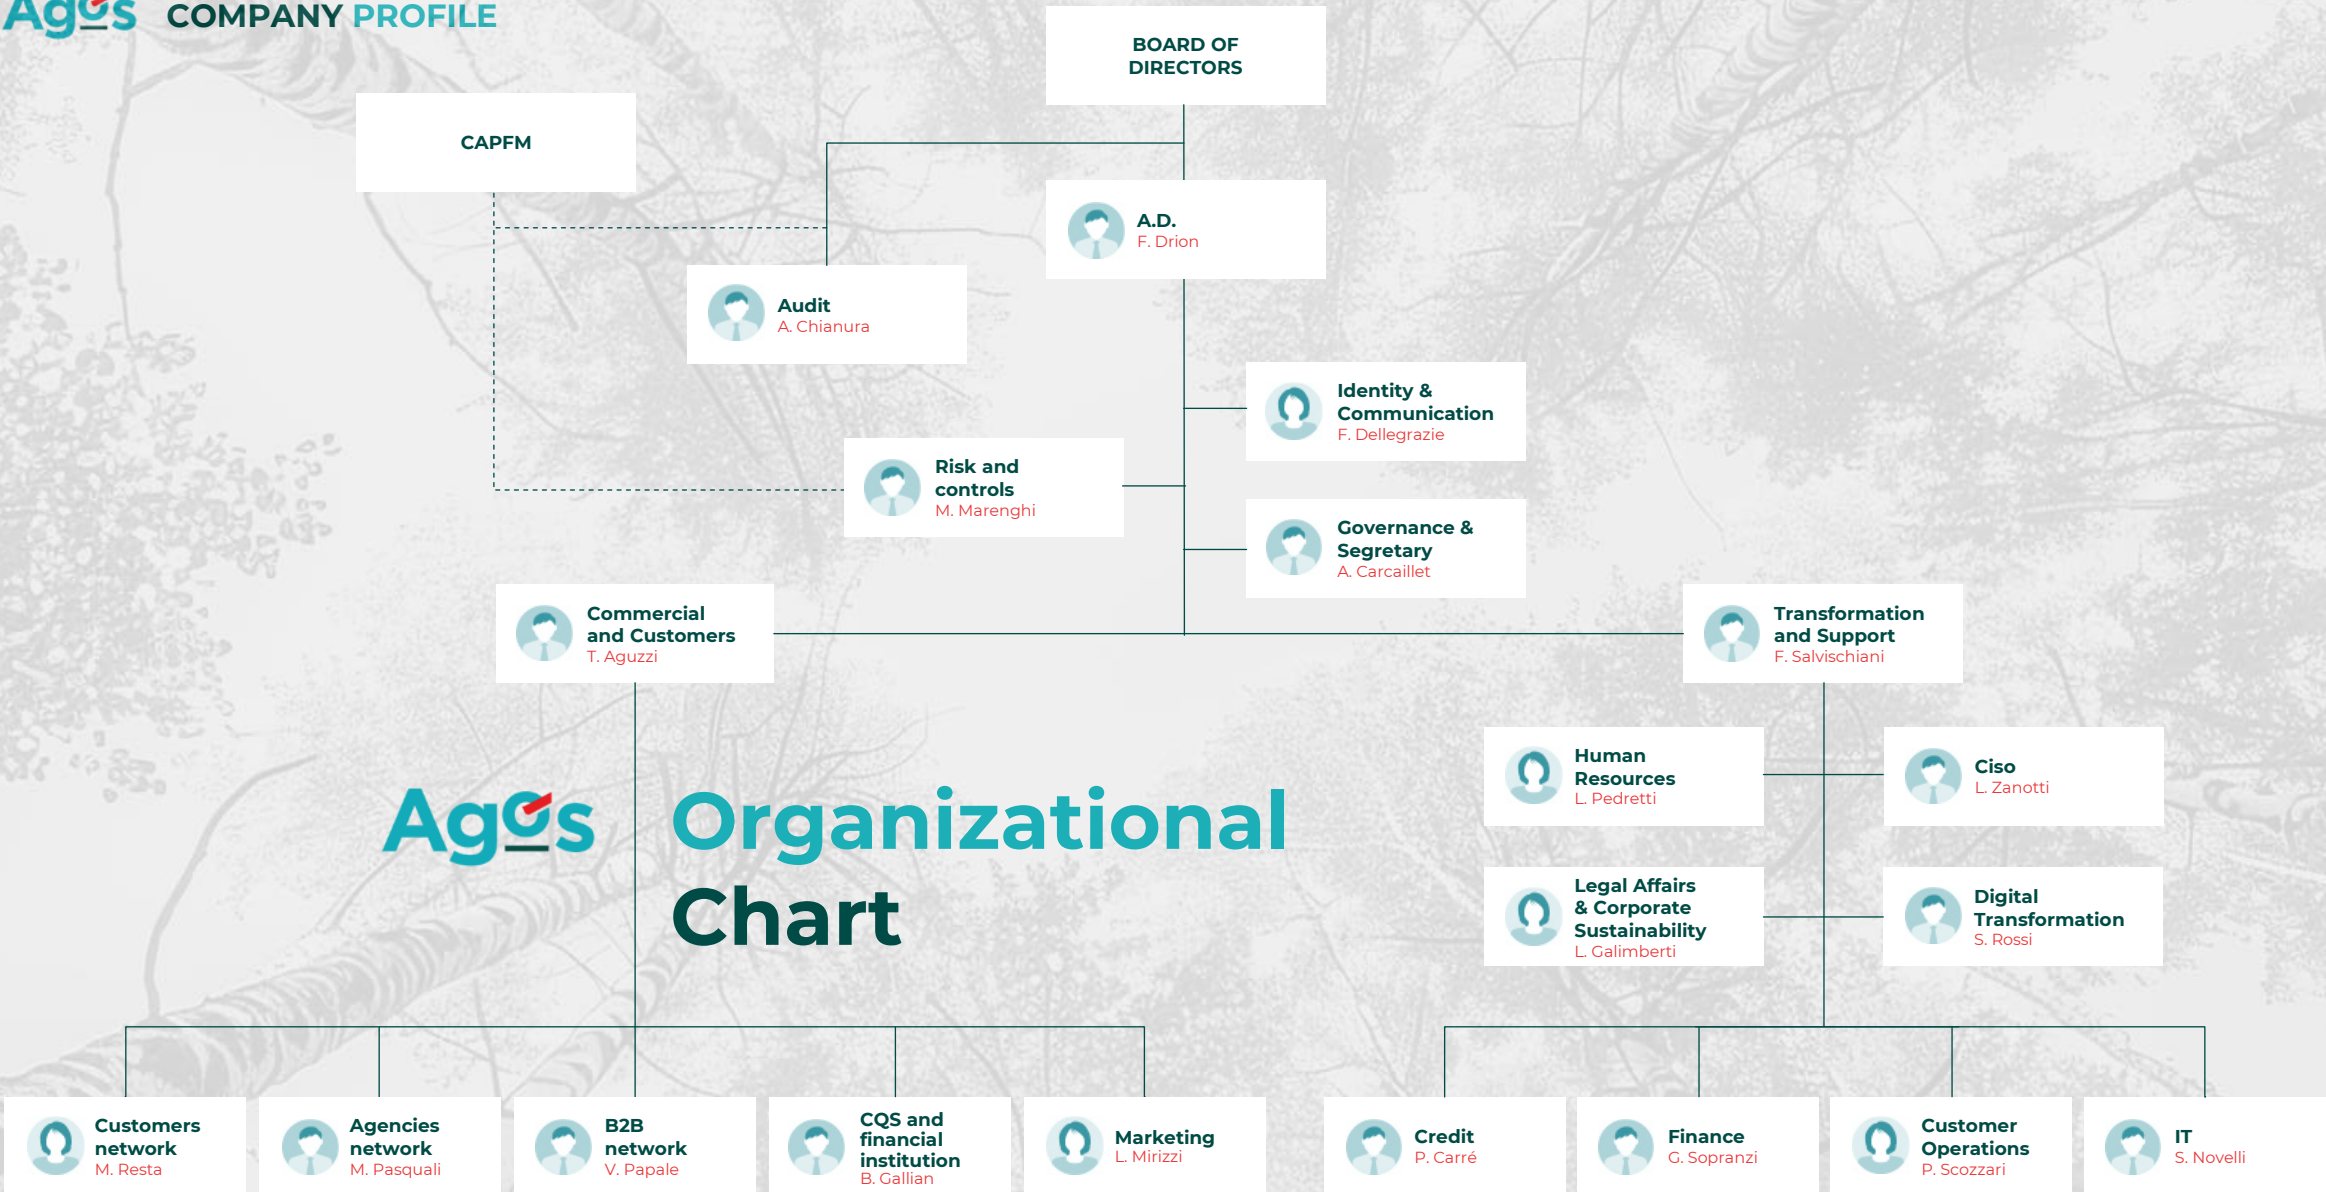 Agos COMPANY PROFILE
BOARD OF
DIRECTORS
CAPFM
A.D.
F. Drion
Audit
A. Chianura
Identity &
Communication
F. Dellegrazie
Risk and
controls
M. Marenghi
Governance &
Segretary
A. Carcaillet
Commercial
and Customers
T. Aguzzi
Transformation
and Support
F. Salvischiani
Human
Resources
L. Pedretti
Ciso
L. Zanotti
Agos
Organizational
Chart
Legal Affairs
& Corporate
Sustainability
L. Galimberti
Digital
Transformation
S. Rossi
Customers
network
M. Resta
Agencies
network
M. Pasquali
B2B
network
V. Papale
CQS and
financial
institution
B. Gallian
Marketing
L. Mirizzi
Credit
P. Carré
Finance
G. Sopranzi
Customer
Operations
P. Scozzari
IT
S. Novelli